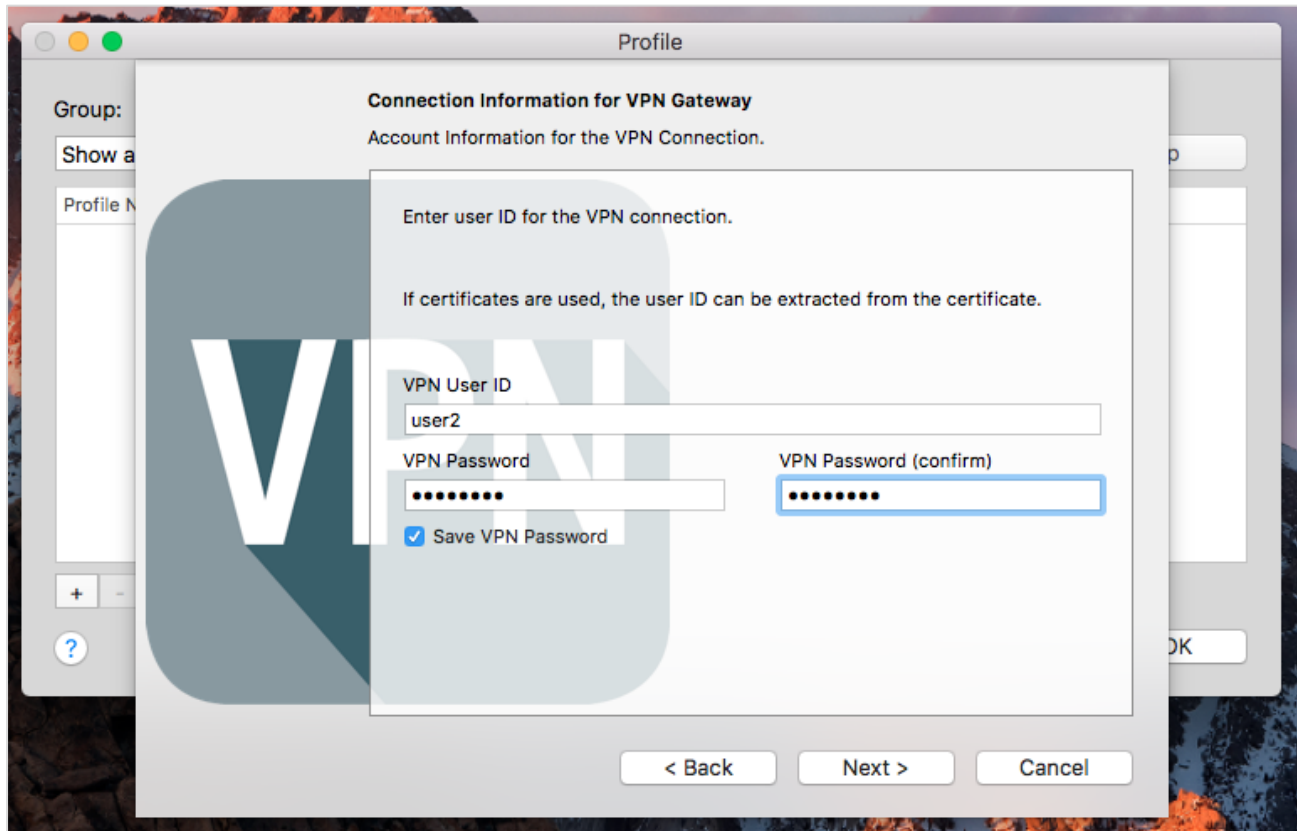 Profile
Group:
Show a
Profile N
Connection Information for VPN Gateway
Account Information for the VPN Connection.
Enter user ID for the VPN connection.
If certificates are used, the user ID can be extracted from the certificate.
VPN
VPN User ID
user2
VPN Password
VPN Password (confirm)
••••••••
••••••••
Save VPN Password
+ -
?
p
OK
< Back
Next >
Cancel